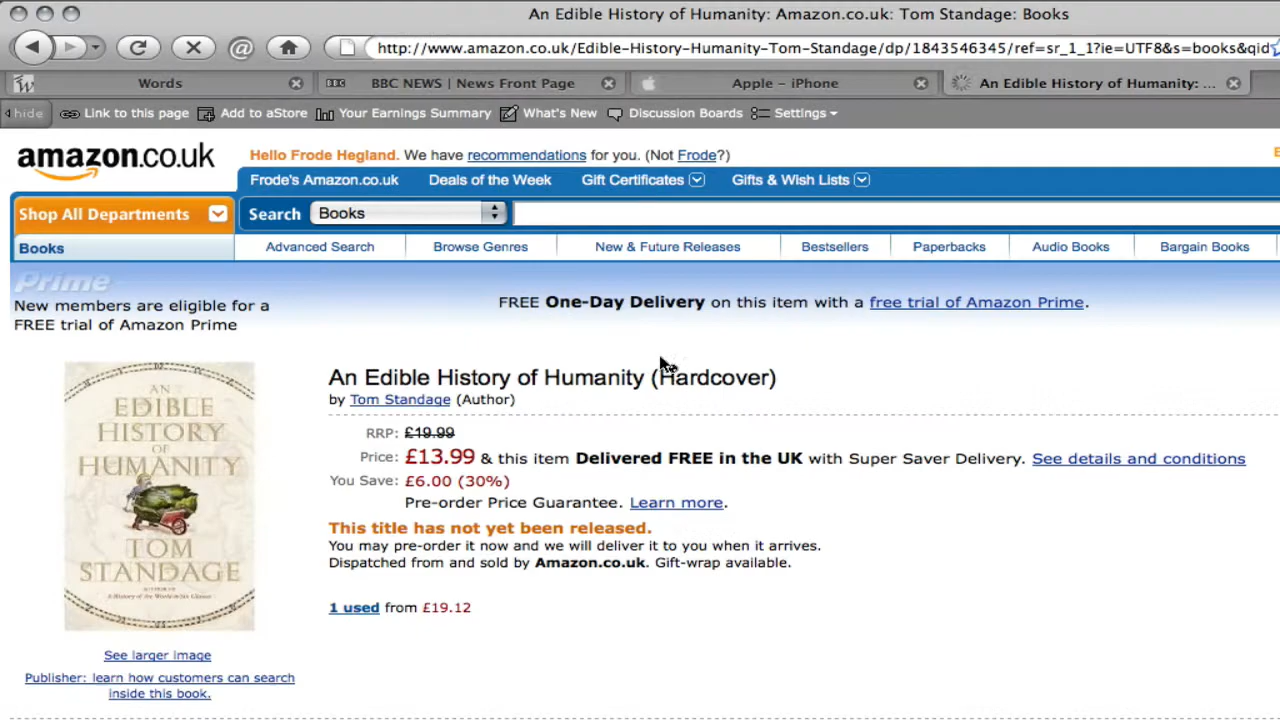 An Edible History of Humanity: Amazon.co.uk: Tom Standage: Books
http://www.amazon.co.uk/Edible-History-Humanity-Tom-Standage/dp/1843546345/ref=sr_1_1?ie=UTF8&s=books&qid
W Words
BBC BBC NEWS | News Front Page
Apple – iPhone
An Edible History of Humanity: ...
hide Link to this page Add to aStore Your Earnings Summary What's New Discussion Boards Settings
amazon.co.uk
Hello Frode Hegland. We have recommendations for you. (Not Frode?)
Frode's Amazon.co.uk Deals of the Week Gift Certificates Gifts & Wish Lists
Shop All Departments Search Books
Books Advanced Search Browse Genres New & Future Releases Bestsellers Paperbacks Audio Books Bargain Books
Prime
New members are eligible for a
FREE trial of Amazon Prime
FREE One-Day Delivery on this item with a free trial of Amazon Prime.
AN
EDIBLE
HISTORY
OF
HUMANITY
TOM
STANDAGE
See larger image
Publisher: learn how customers can search
inside this book.
An Edible History of Humanity (Hardcover)
by Tom Standage (Author)
RRP: £19.99
Price: £13.99 & this item Delivered FREE in the UK with Super Saver Delivery. See details and conditions
You Save: £6.00 (30%)
Pre-order Price Guarantee. Learn more.
This title has not yet been released.
You may pre-order it now and we will deliver it to you when it arrives.
Dispatched from and sold by Amazon.co.uk. Gift-wrap available.
1 used from £19.12